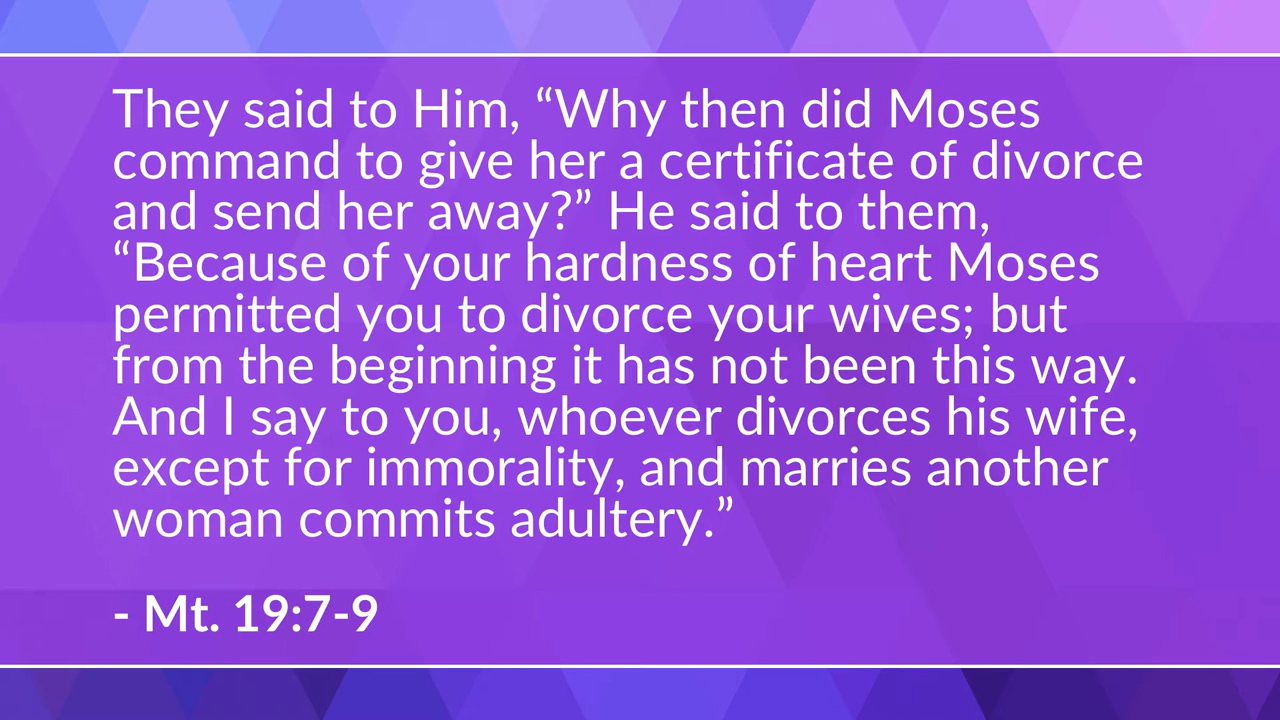 They said to Him, “Why then did Moses
command to give her a certificate of divorce
and send her away?” He said to them,
“Because of your hardness of heart Moses
permitted you to divorce your wives; but
from the beginning it has not been this way.
And I say to you, whoever divorces his wife,
except for immorality, and marries another
woman commits adultery.”
- Mt. 19:7-9